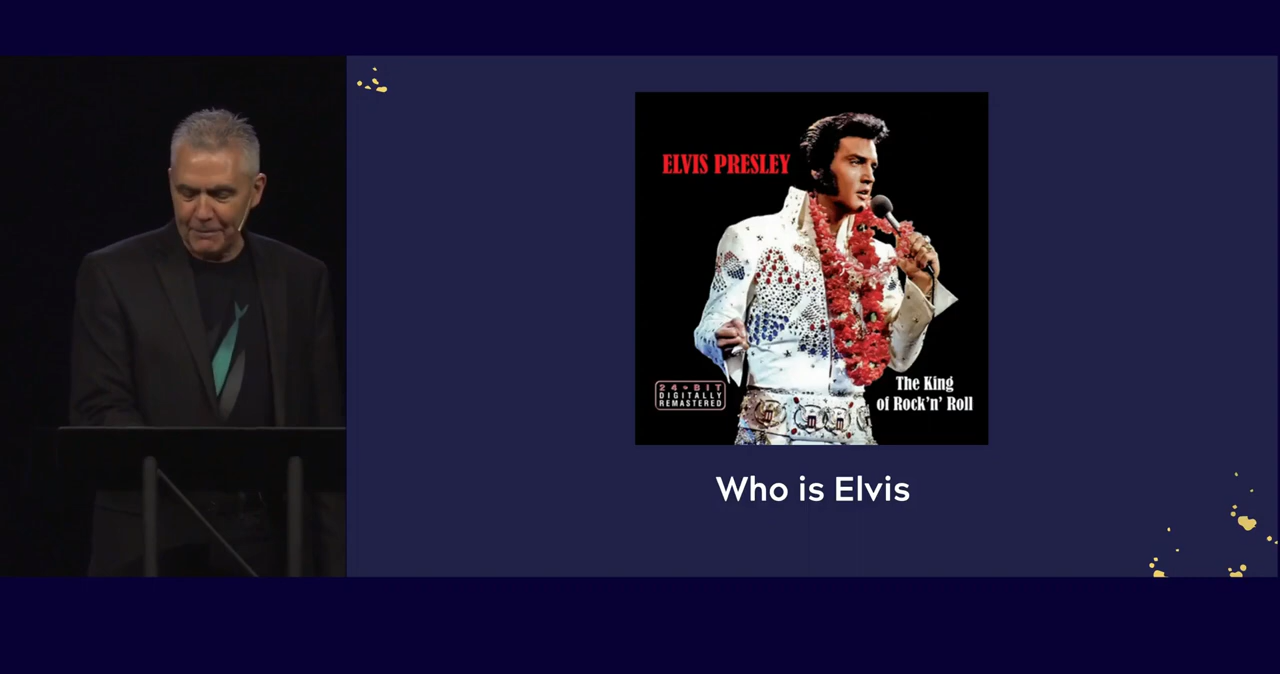 ELVIS PRESLEY
24•BIT
DIGITALLY
REMASTERED
The King
of Rock'n' Roll
Who is Elvis